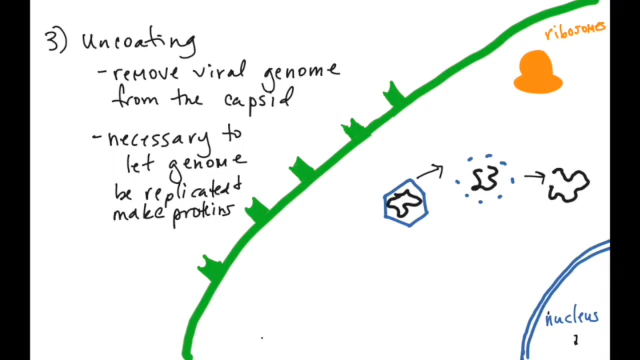 3) Uncoating
- remove viral genome
from the capsid
- necessary to
let genome
be replicated &
make proteins
ribosomes
nucleus